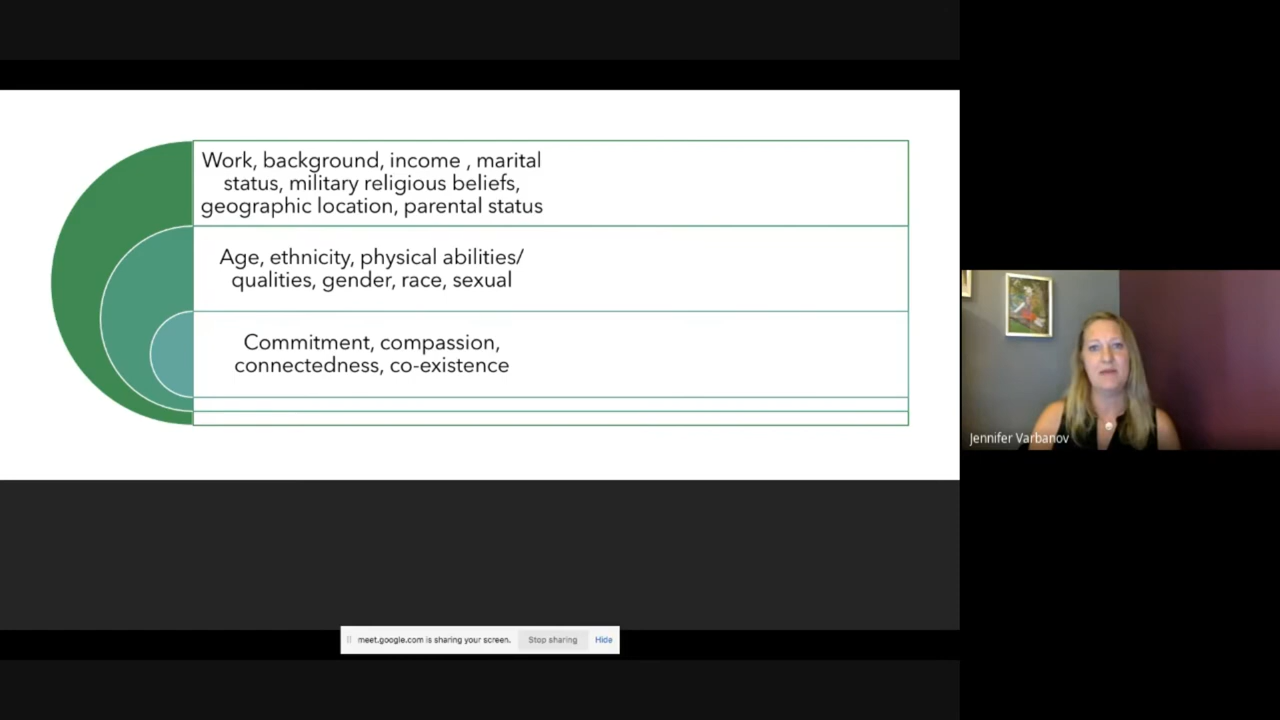 Work, background, income , marital
status, military religious beliefs,
geographic location, parental status
Age, ethnicity, physical abilities/
qualities, gender, race, sexual
Commitment, compassion,
connectedness, co-existence
Jennifer Varbanov
meet.google.com is sharing your screen. Stop sharing Hide